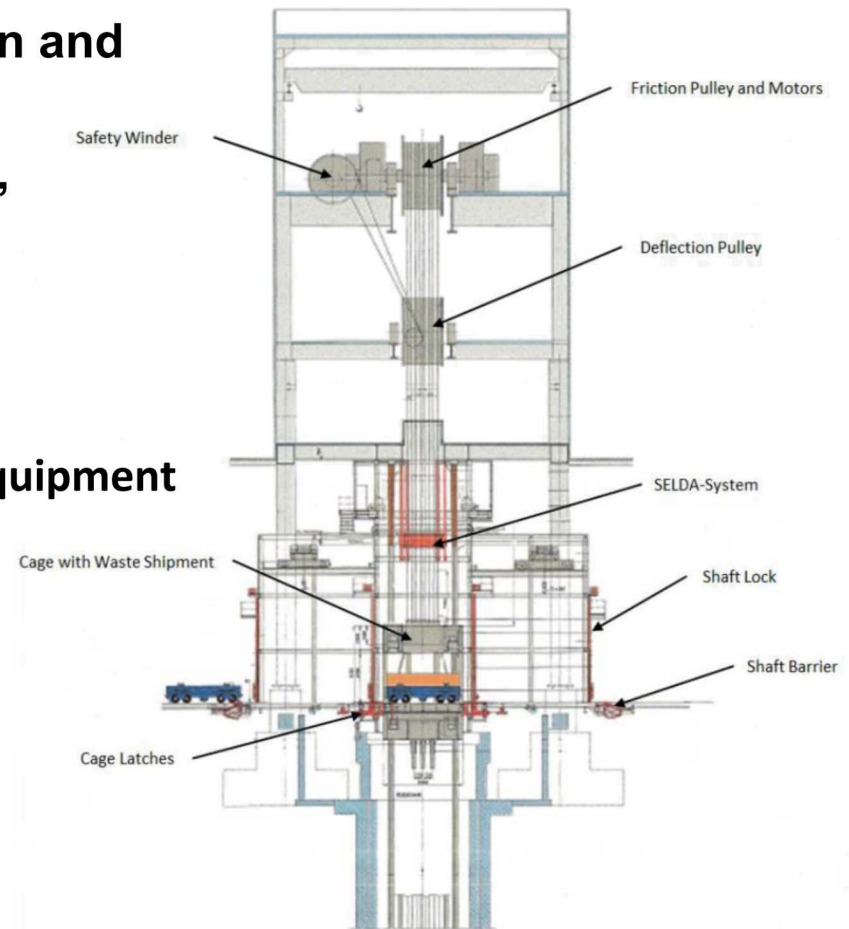 n and
Friction Pulley and Motors
Safety Winder
,
Deflection Pulley
quipment
SELDA-System
Cage with Waste Shipment
Shaft Lock
Shaft Barrier
Cage Latches